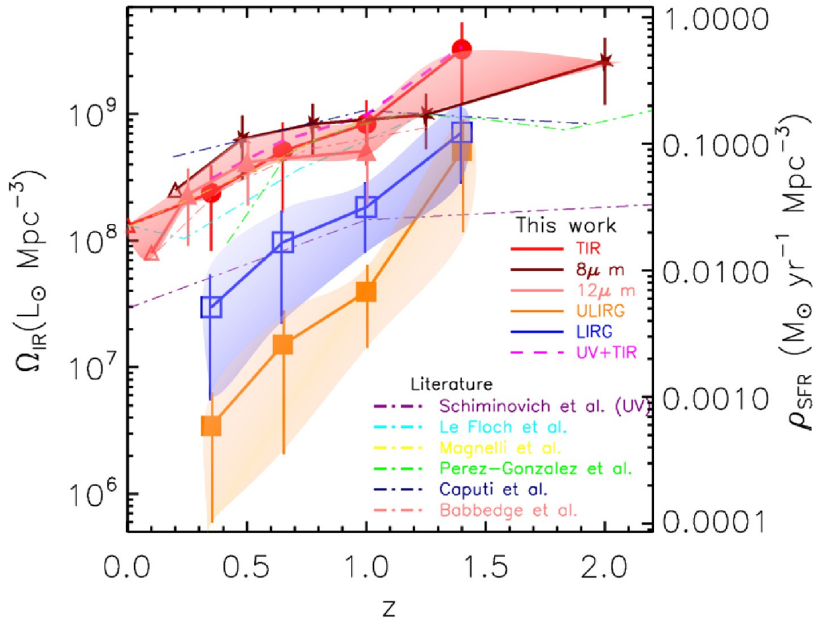 Ω_IR(L⊙ Mpc⁻³)
10⁹
10⁸
10⁷
10⁶
0.0 0.5 1.0 1.5 2.0
z
1.0000
0.1000
0.0100
0.0010
0.0001
ρ_SFR (M⊙ yr⁻¹ Mpc⁻³)
This work
TIR
8μ m
12μ m
ULIRG
LIRG
UV+TIR
Literature
Schiminovich et al. (UV)
Le Floch et al.
Magnelli et al.
Perez-Gonzalez et al.
Caputi et al.
Babbedge et al.